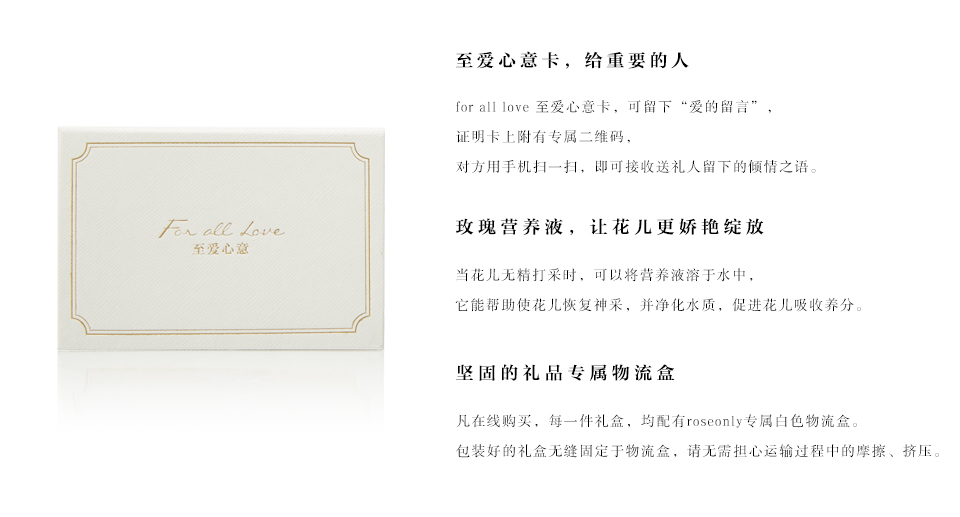 For all Love
至爱心意
至爱心意卡，给重要的人
for all love 至爱心意卡，可留下“爱的留言”，
证明卡上附有专属二维码，
对方用手机扫一扫，即可接收送礼人留下的倾情之语。
玫瑰营养液，让花儿更娇艳绽放
当花儿无精打采时，可以将营养液溶于水中，
它能帮助使花儿恢复神采，并净化水质，促进花儿吸收养分。
坚固的礼品专属物流盒
凡在线购买，每一件礼盒，均配有roseonly专属白色物流盒。
包装好的礼盒无缝固定于物流盒，请无需担心运输过程中的摩擦、挤压。